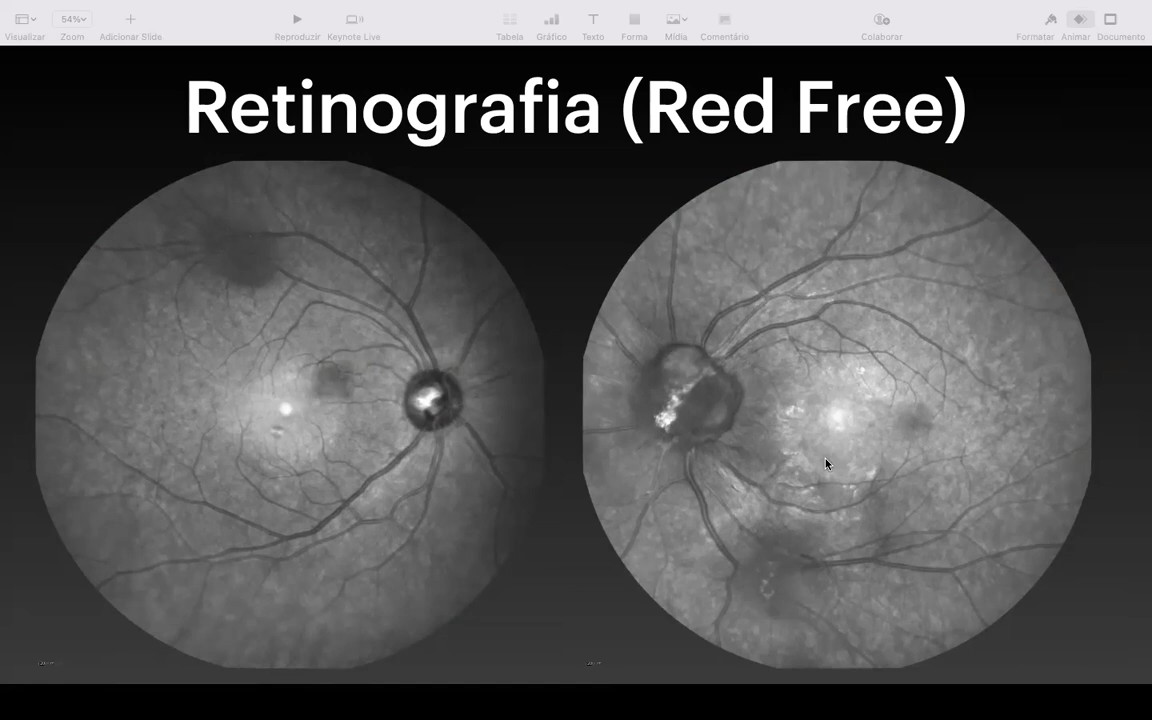 54%
Visualizar Zoom Adicionar Slide Reproduzir Keynote Live Tabela Gráfico Texto Forma Mídia Comentário Colaborar Formatar Animar Documento
Retinografia (Red Free)